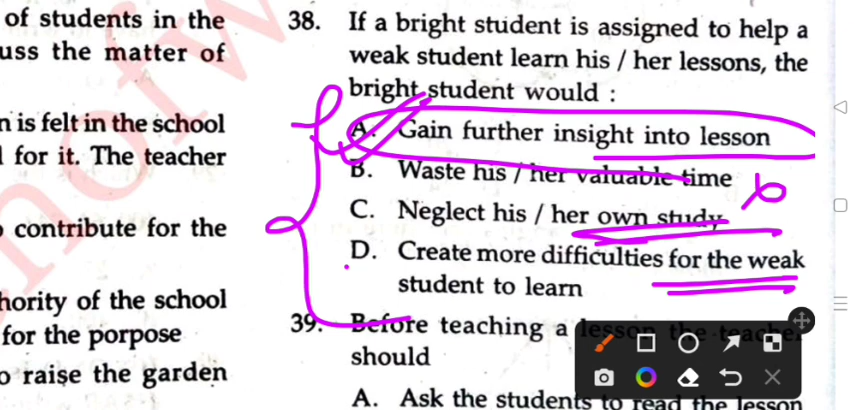 of students in the
uss the matter of
n is felt in the school
l for it. The teacher
contribute for the
hority of the school
for the porpose
o raise the garden
38. If a bright student is assigned to help a
weak student learn his / her lessons, the
bright student would :
A. Gain further insight into lesson
B. Waste his / her valuable time
C. Neglect his / her own study
D. Create more difficulties for the weak
student to learn
39. Before teaching a lesson the teacher
should
A. Ask the students to read the lesson